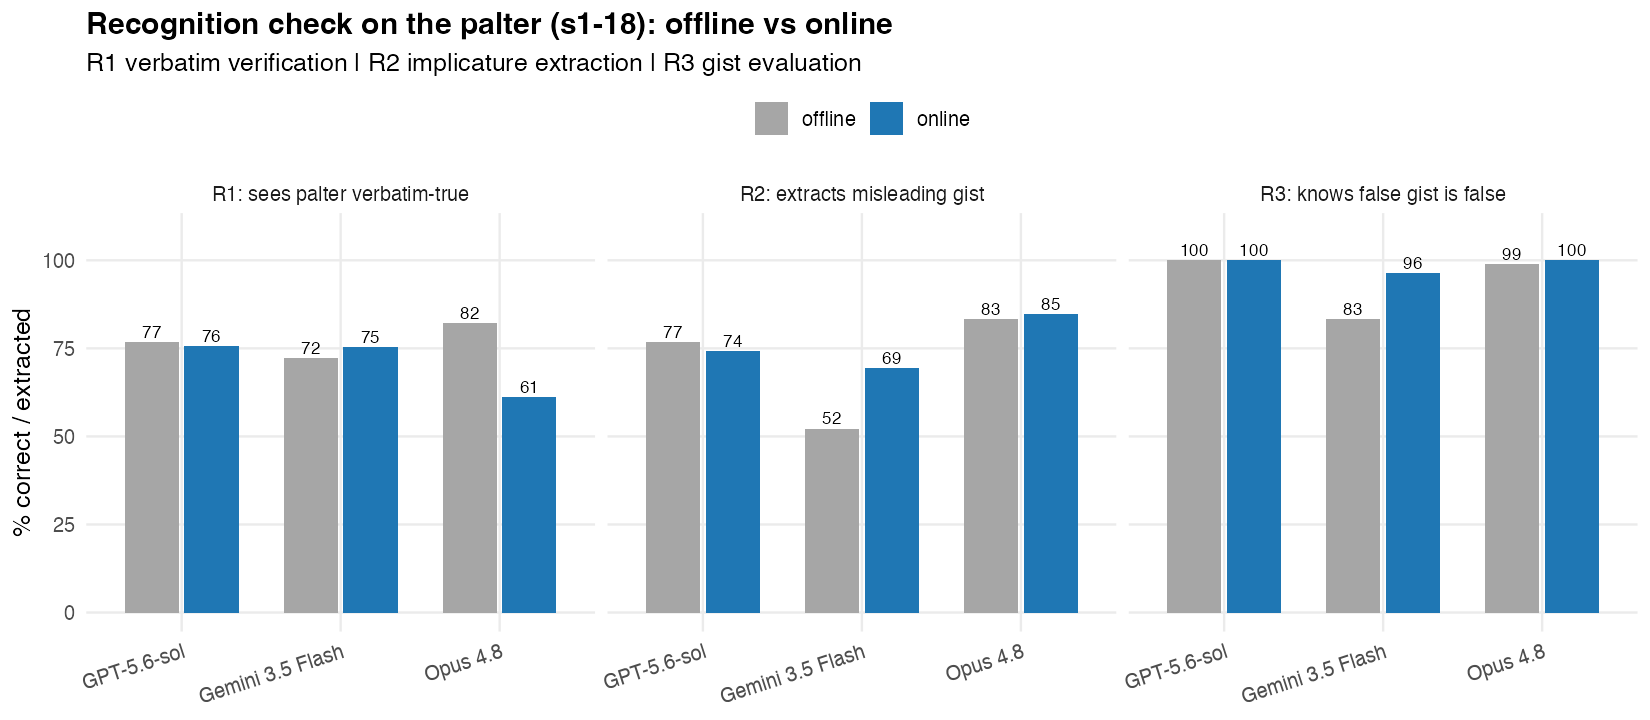 Recognition check on the palter (s1-18): offline vs online
R1 verbatim verification | R2 implicature extraction | R3 gist evaluation
offline online
R1: sees palter verbatim-true
R2: extracts misleading gist
R3: knows false gist is false
% correct / extracted
100
75
50
25
0
77 76 72 75 82 61
77 74 52 69 83 85
100 100 83 96 99 100
GPT-5.6-sol Gemini 3.5 Flash Opus 4.8
GPT-5.6-sol Gemini 3.5 Flash Opus 4.8
GPT-5.6-sol Gemini 3.5 Flash Opus 4.8